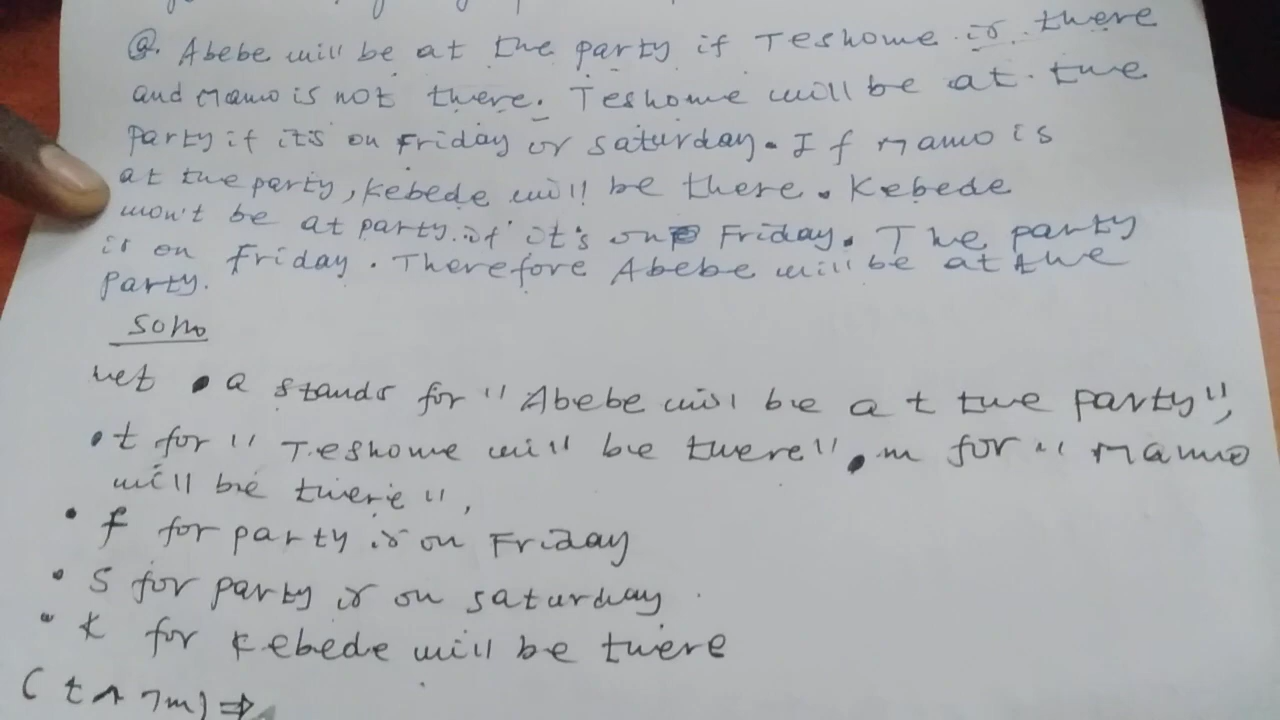 Q. Abebe will be at the party if Teshome is there
and Mamo is not there. Teshome will be at the
party if it's on Friday or saturday. If Mamo is
at the party, Kebede will be there. Kebede
won't be at party if it's on Friday. The party
is on Friday. Therefore Abebe will be at the
party.
Soln
Let • a stands for "Abebe will be at the party",
• t for "Teshome will be there" • m for "Mamo
will be there",
• f for party is on Friday
• S for party is on saturday
• K for Kebede will be there
(t ∧ ¬m) ⇒